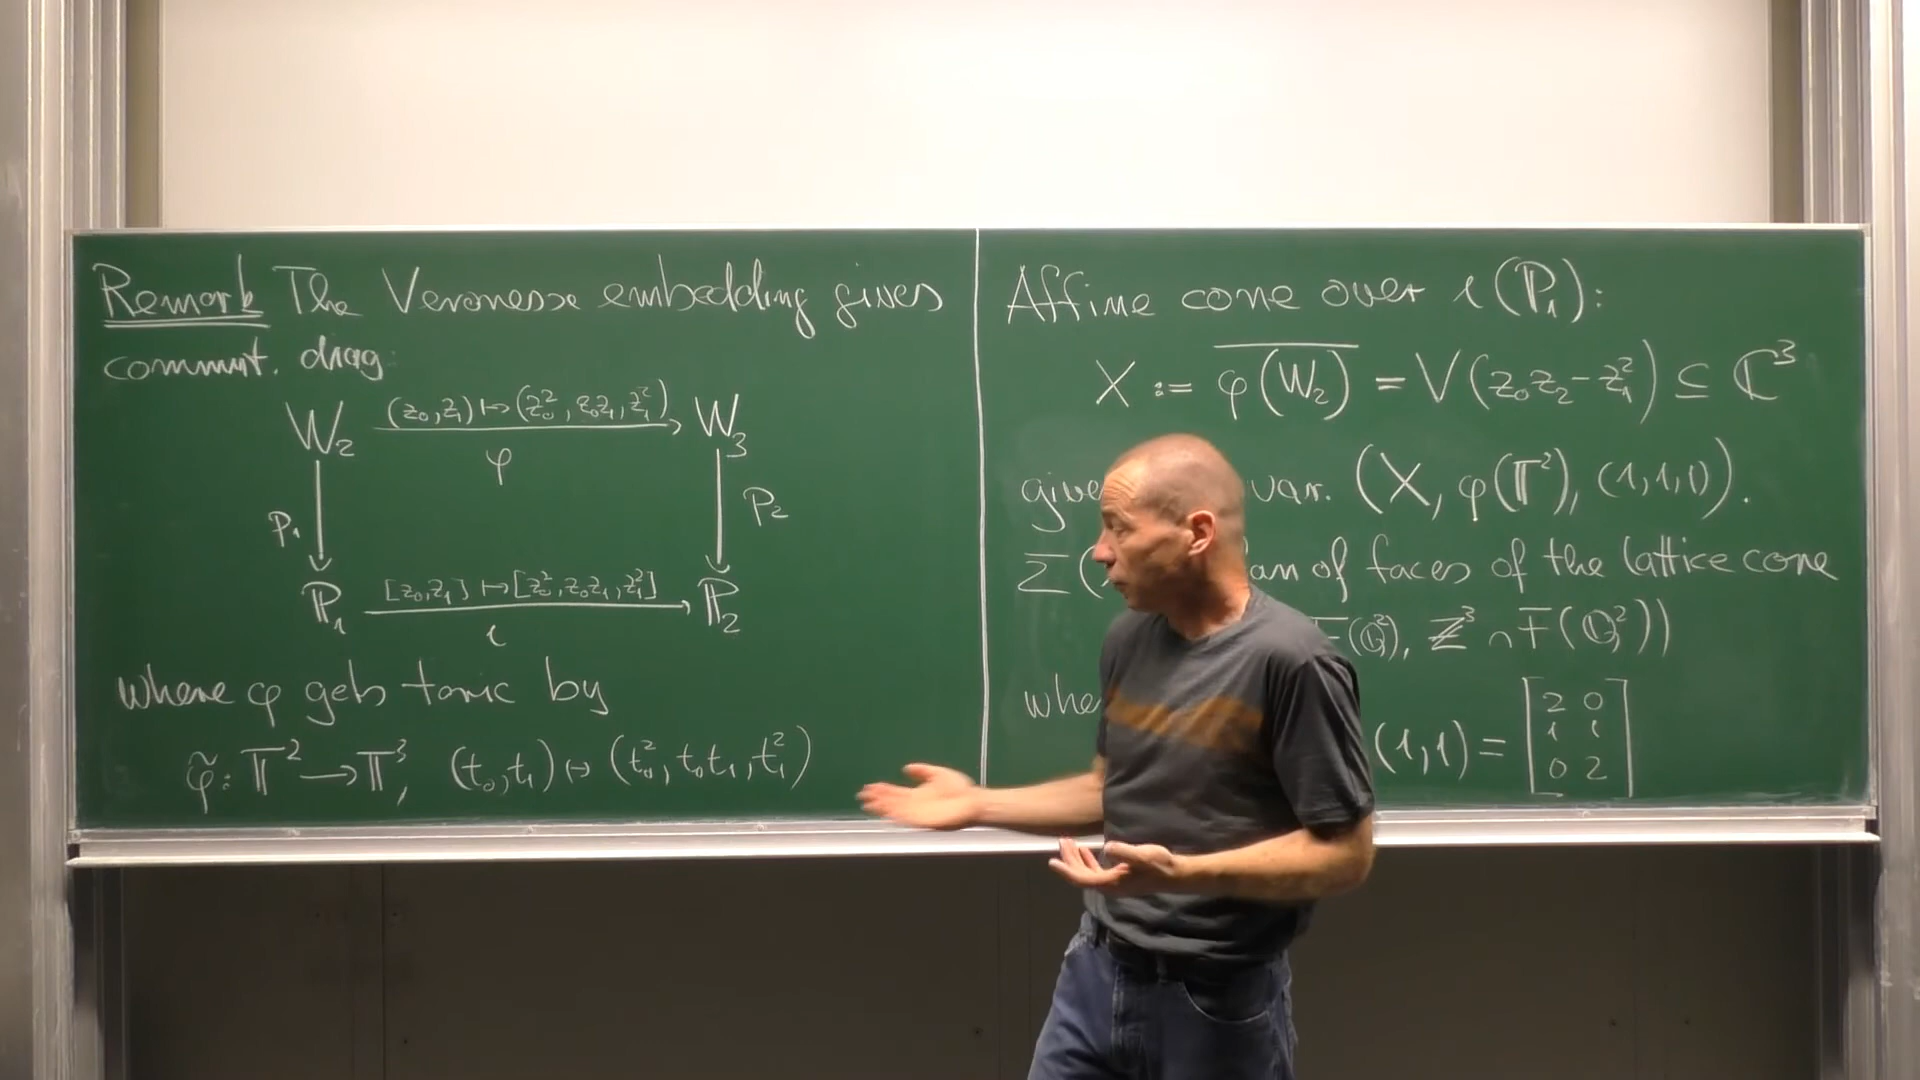 Remark The Veronese embedding gives
commut. diag.
W₂ (z₀,z₁) ↦ (z₀², z₀z₁, z₁²) W₃
φ
p₁ p₂
ℙ₁ [z₀,z₁] ↦ [z₀², z₀z₁, z₁²] ℙ₂
ι
where φ gets toric by
φ̃: 𝕋² → 𝕋³, (t₀,t₁) ↦ (t₀², t₀t₁, t₁²)
Affine cone over ι(ℙ₁):
X := \overline{φ(W₂)} = V(z₀z₂ - z₁²) ⊆ ℂ³
give var. (X, φ(𝕋²), (1,1,1)).
Σ( an of faces of the lattice cone
F(ℚ²), ℤ³ ∩ F(ℚ²))
whe (1,1) = [2 0
1 1
0 2]